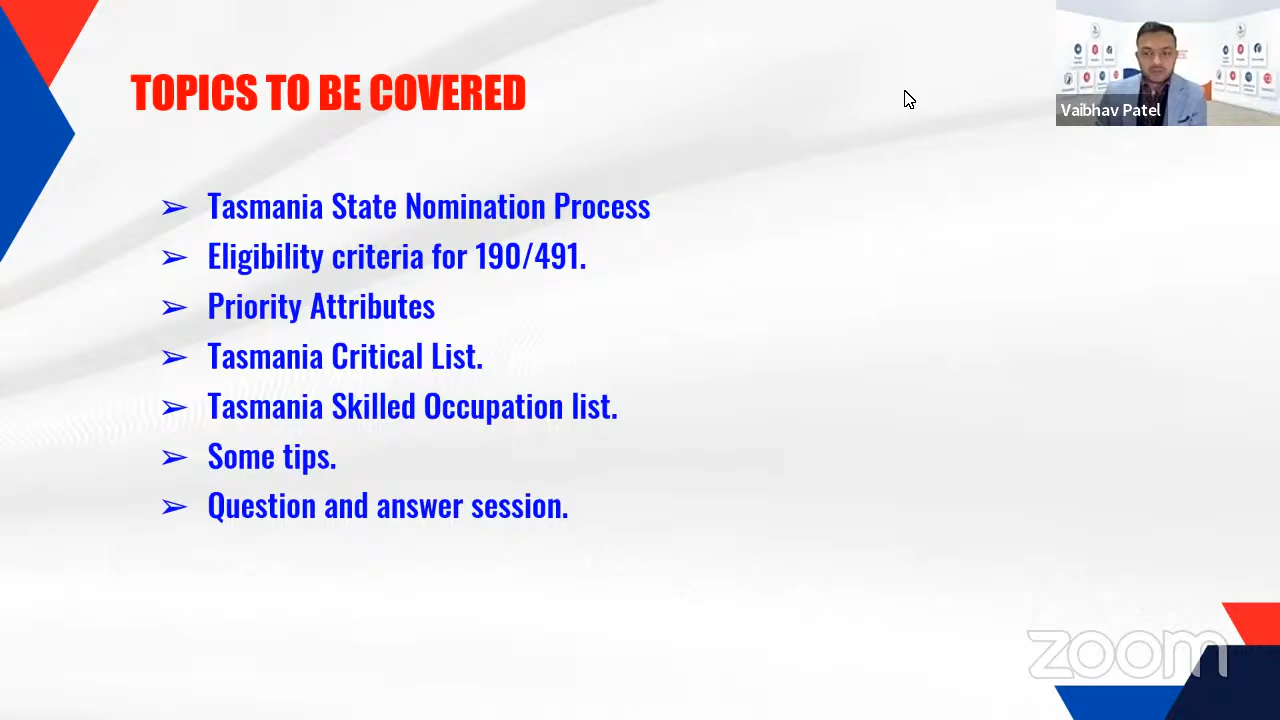 TOPICS TO BE COVERED
Vaibhav Patel
➢ Tasmania State Nomination Process
➢ Eligibility criteria for 190/491.
➢ Priority Attributes
➢ Tasmania Critical List.
➢ Tasmania Skilled Occupation list.
➢ Some tips.
➢ Question and answer session.
zoom